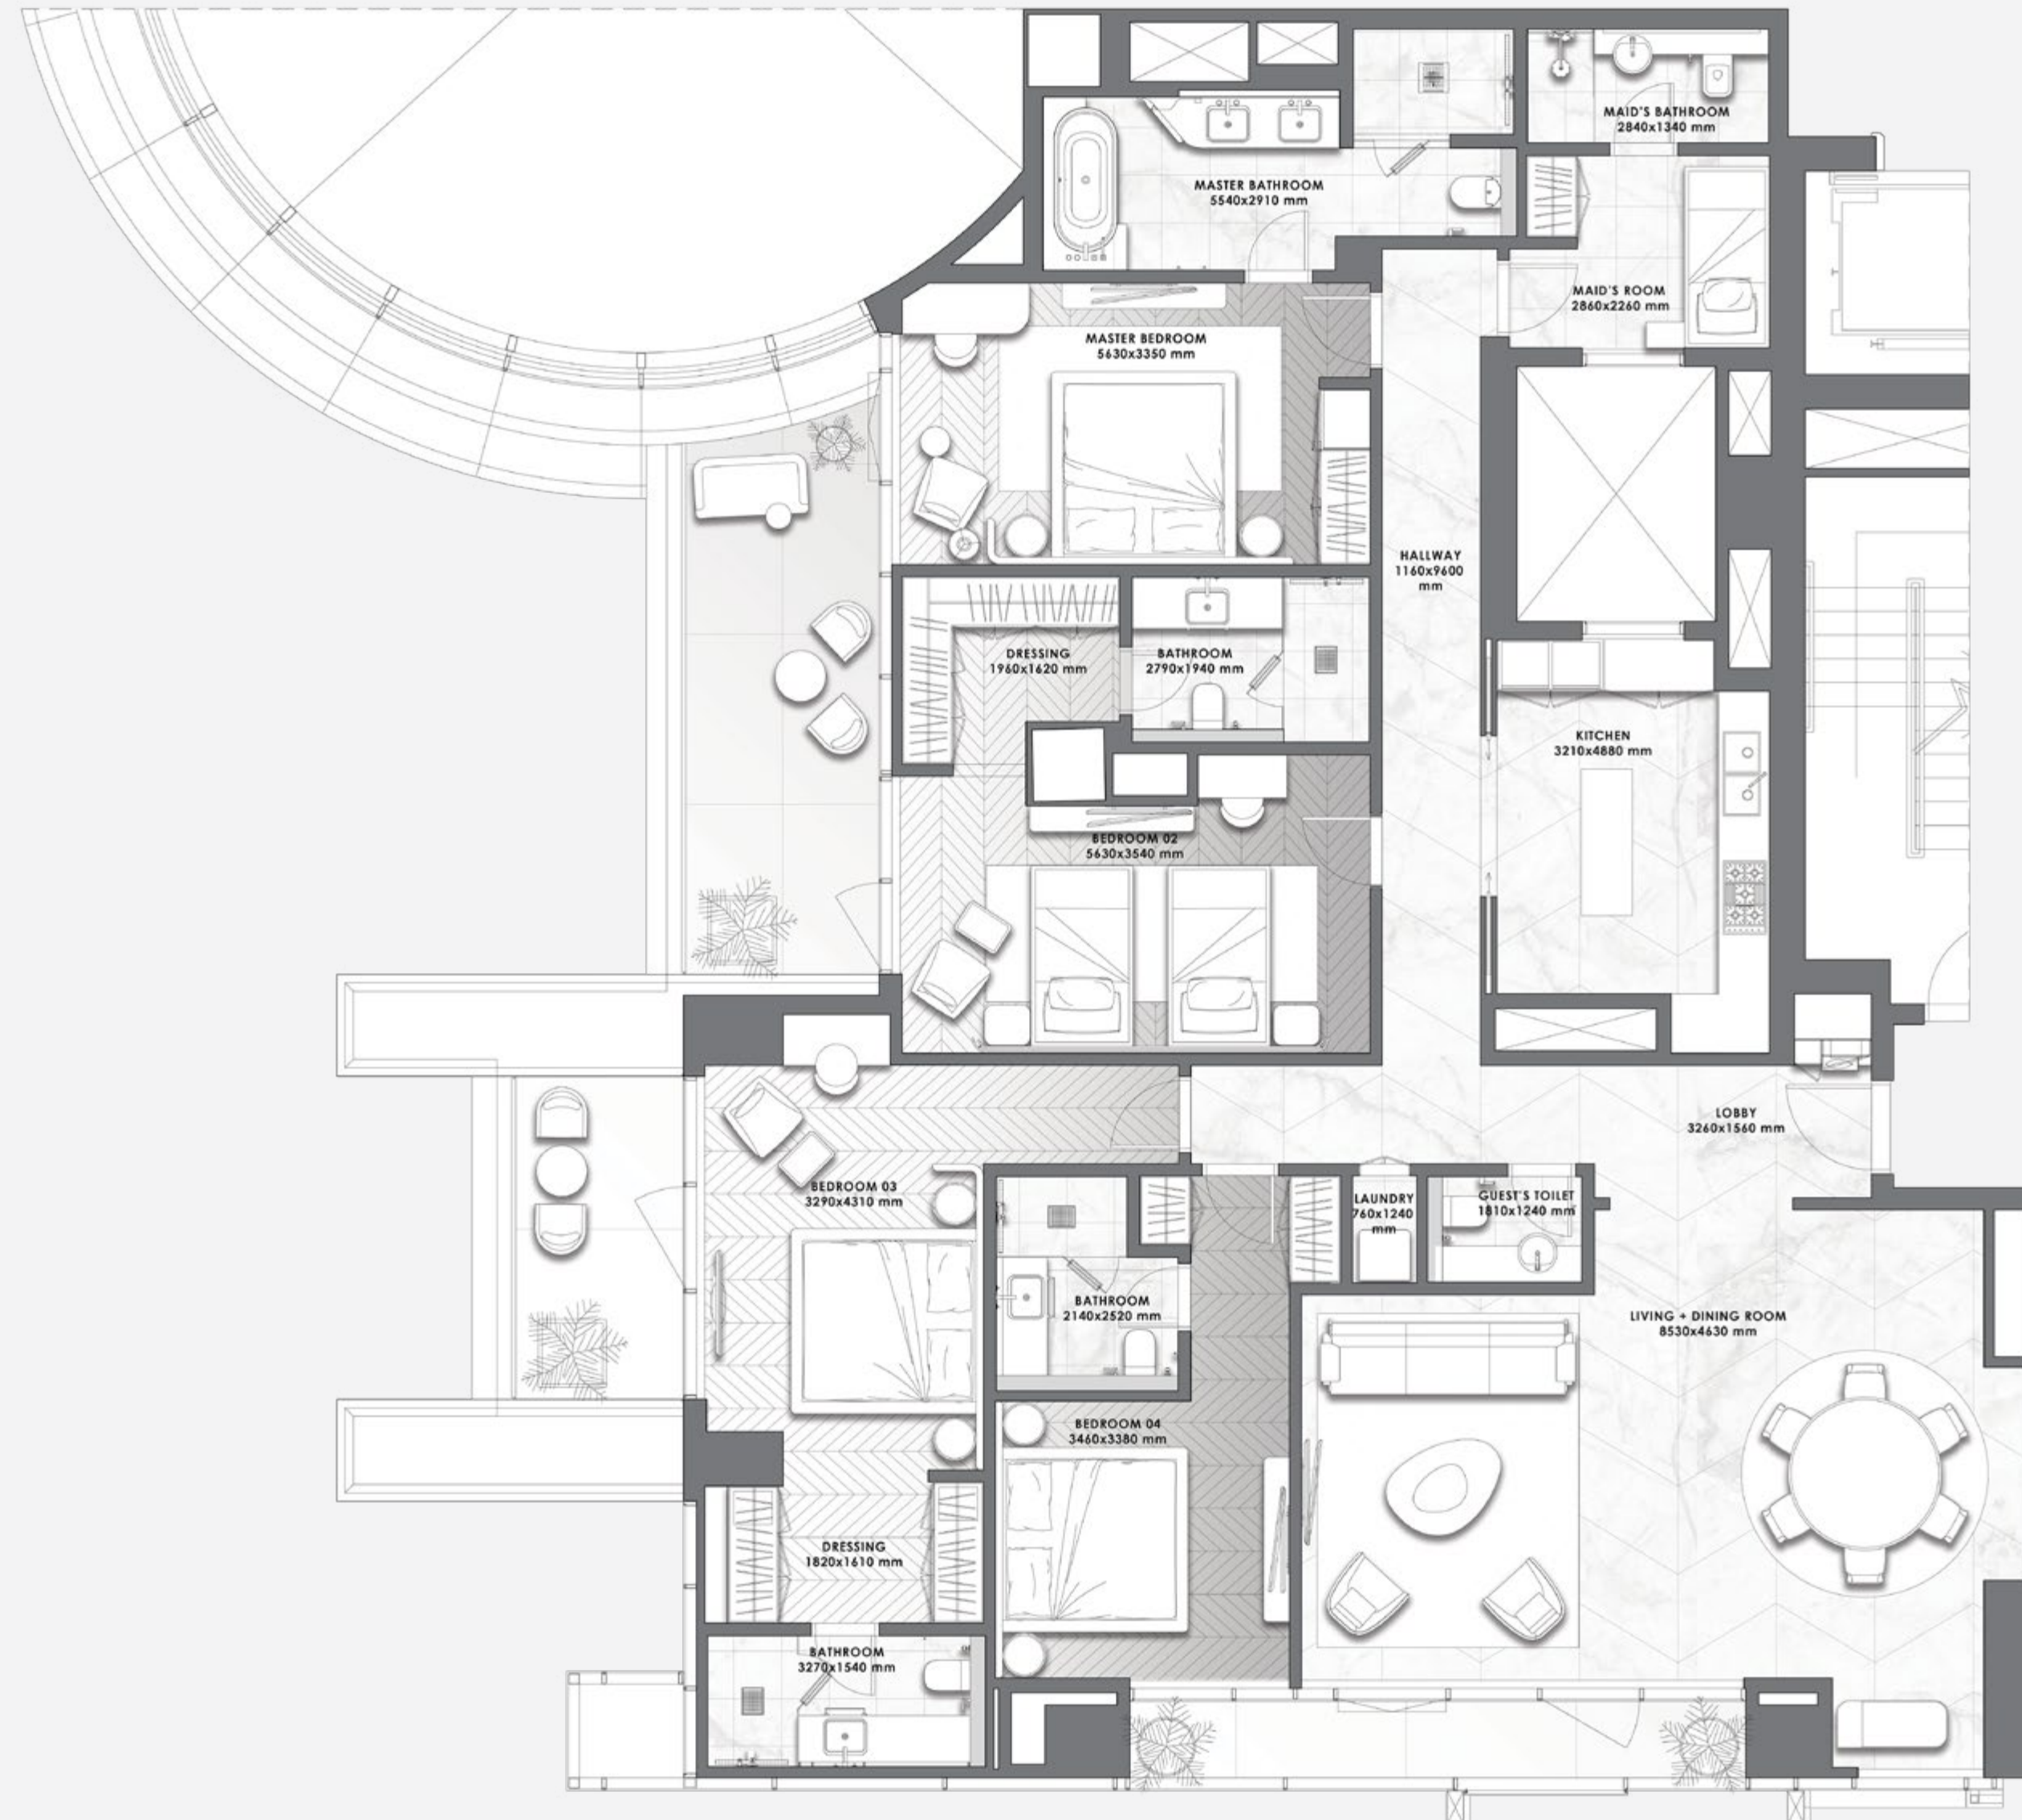 MAID'S BATHROOM
2840x1340 mm
MASTER BATHROOM
5540x2910 mm
MAID'S ROOM
2860x2260 mm
MASTER BEDROOM
5630x3350 mm
HALLWAY
1160x9600
mm
DRESSING
1960x1620 mm
BATHROOM
2790x1940 mm
KITCHEN
3210x4880 mm
BEDROOM 02
5630x3540 mm
LOBBY
3260x1560 mm
BEDROOM 03
3290x4310 mm
LAUNDRY
760x1240
mm
GUEST'S TOILET
1810x1240 mm
BATHROOM
2140x2520 mm
LIVING + DINING ROOM
8530x4630 mm
BEDROOM 04
3460x3380 mm
DRESSING
1820x1610 mm
BATHROOM
3270x1540 mm